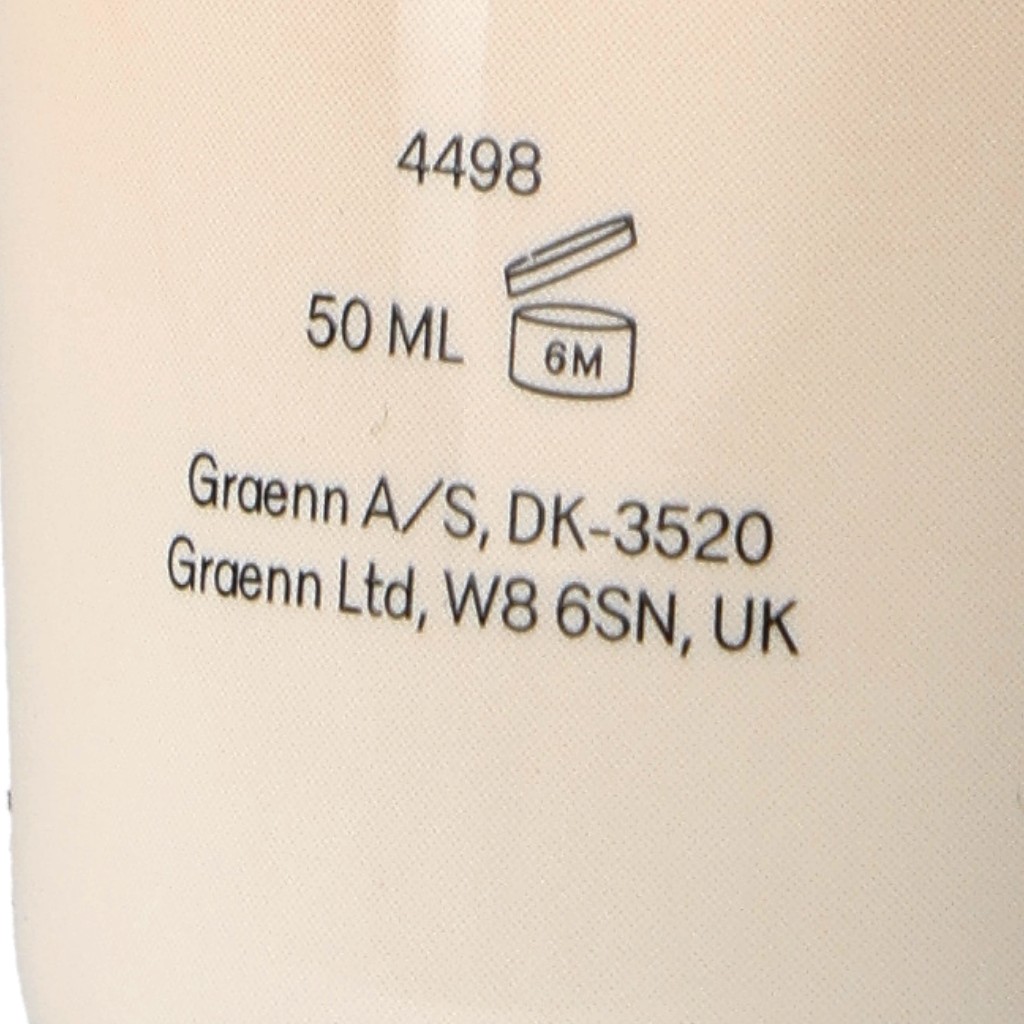 4498
50 ML
6M
Graenn A/S, DK-3520
Graenn Ltd, W8 6SN, UK